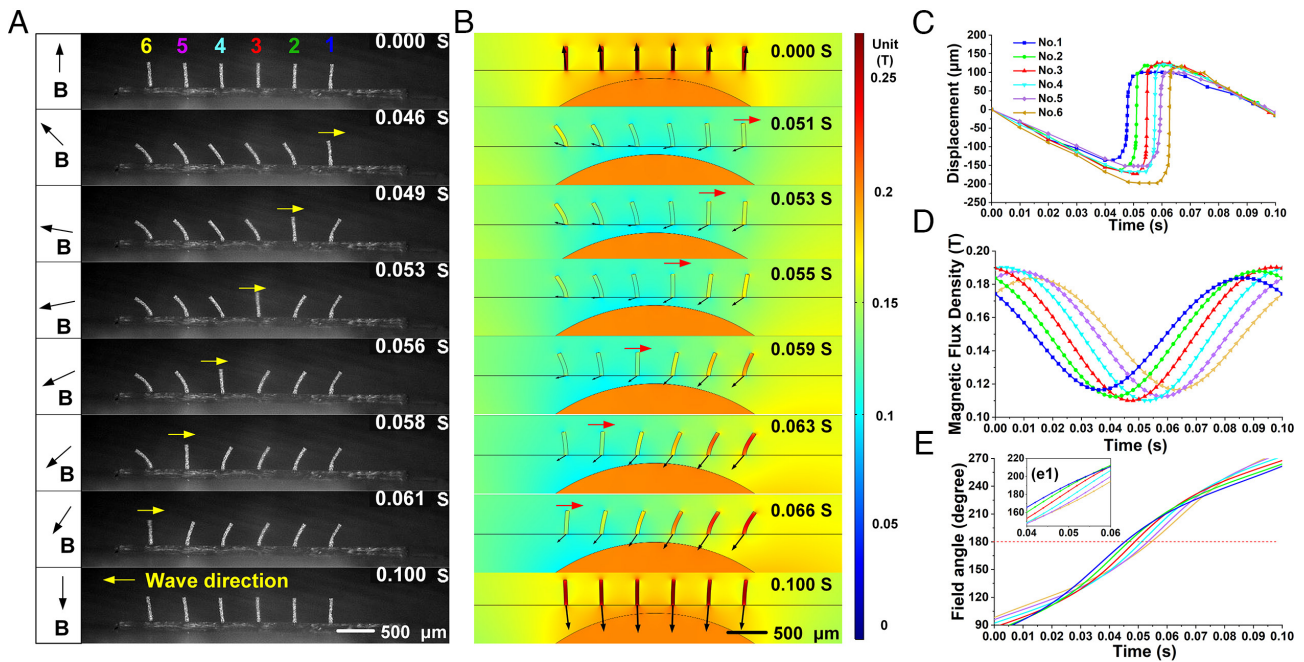 A
6 5 4 3 2 1
0.000 S
B
0.046 S
B
0.049 S
B
0.053 S
B
0.056 S
B
0.058 S
B
0.061 S
B
Wave direction
0.100 S
B
500 μm
B
0.000 S
0.051 S
0.053 S
0.055 S
0.059 S
0.063 S
0.066 S
0.100 S
500 μm
Unit
(T)
0.25
0.2
0.15
0.1
0.05
0
C
Displacement (μm)
200
150
100
50
0
-50
-100
-150
-200
No.1
No.2
No.3
No.4
No.5
No.6
0.00 0.01 0.02 0.03 0.04 0.05 0.06 0.07 0.08 0.09 0.10
Time (s)
D
Magnetic Flux Density (T)
0.20
0.18
0.16
0.14
0.12
0.10
0.00 0.01 0.02 0.03 0.04 0.05 0.06 0.07 0.08 0.09 0.10
Time (s)
E
Field angle (degree)
270
240
210
180
150
120
90
(e1)
220
200
180
160
0.04 0.05 0.06
0.00 0.01 0.02 0.03 0.04 0.05 0.06 0.07 0.08 0.09 0.10
Time (s)